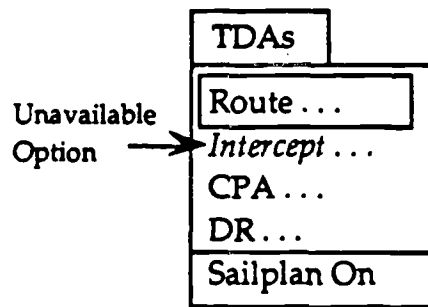 TDAs
Route . . .
Unavailable
Option
Intercept . . .
CPA . . .
DR . . .
Sailplan On